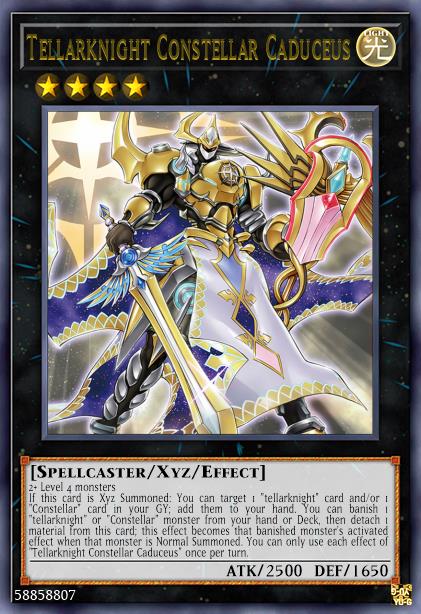 Tellarknight Constellar Caduceus
LIGHT
光
[Spellcaster/Xyz/Effect]
2+ Level 4 monsters
If this card is Xyz Summoned: You can target 1 "tellarknight" card and/or 1
"Constellar" card in your GY; add them to your hand. You can banish 1
"tellarknight" or "Constellar" monster from your hand or Deck, then detach 1
material from this card; this effect becomes that banished monster's activated
effect when that monster is Normal Summoned. You can only use each effect of
"Tellarknight Constellar Caduceus" once per turn.
ATK/2500 DEF/1650
58858807